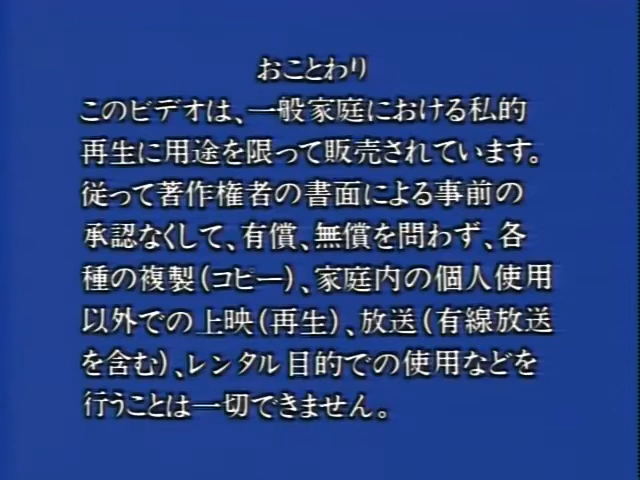 おことわり
このビデオは、一般家庭における私的
再生に用途を限って販売されています。
従って著作権者の書面による事前の
承認なくして、有償、無償を問わず、各
種の複製(コピー)、家庭内の個人使用
以外での上映(再生)、放送(有線放送
を含む)、レンタル目的での使用などを
行うことは一切できません。